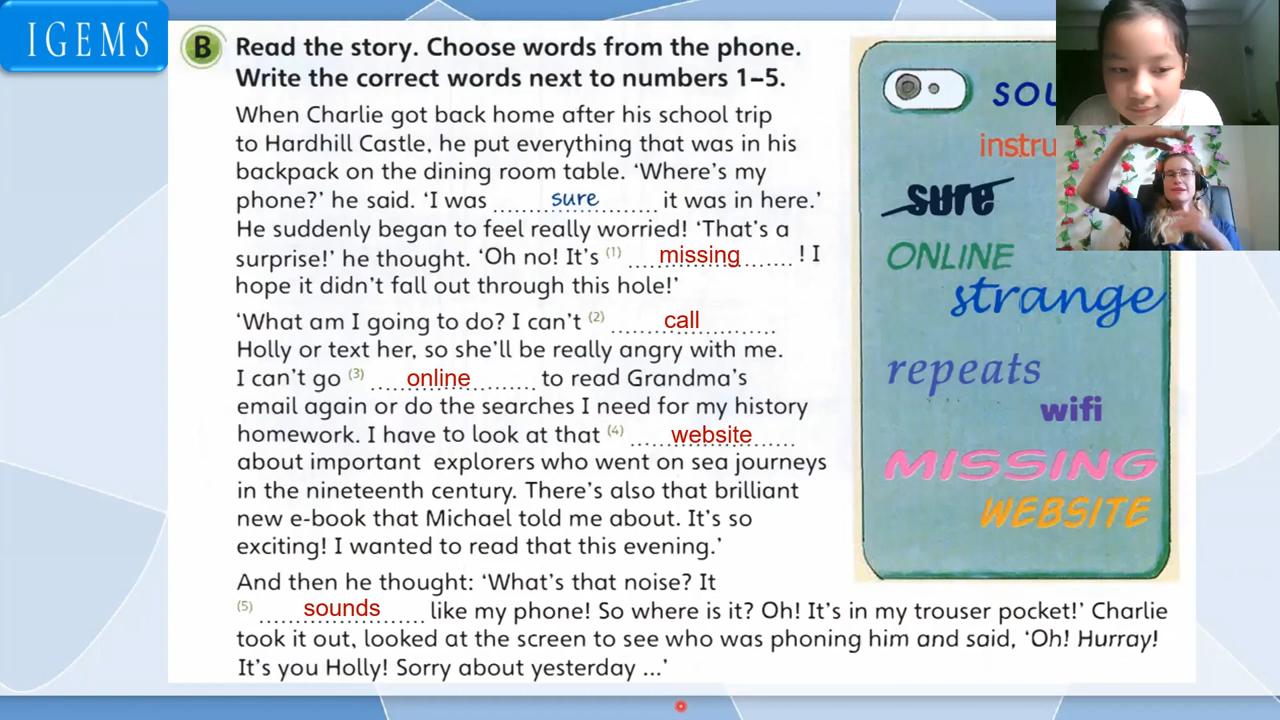 IGEMS
B Read the story. Choose words from the phone.
Write the correct words next to numbers 1–5.
When Charlie got back home after his school trip
to Hardhill Castle, he put everything that was in his
backpack on the dining room table. ‘Where’s my
phone?’ he said. ‘I was sure it was in here.’
He suddenly began to feel really worried! ‘That’s a
surprise!’ he thought. ‘Oh no! It’s (1) missing ! I
hope it didn’t fall out through this hole!’
‘What am I going to do? I can’t (2) call
Holly or text her, so she’ll be really angry with me.
I can’t go (3) online to read Grandma’s
email again or do the searches I need for my history
homework. I have to look at that (4) website
about important explorers who went on sea journeys
in the nineteenth century. There’s also that brilliant
new e-book that Michael told me about. It’s so
exciting! I wanted to read that this evening.’
And then he thought: ‘What’s that noise? It
(5) sounds like my phone! So where is it? Oh! It’s in my trouser pocket!’ Charlie
took it out, looked at the screen to see who was phoning him and said, ‘Oh! Hurray!
It’s you Holly! Sorry about yesterday ...’
sure
ONLINE
strange
repeats
wifi
MISSING
WEBSITE